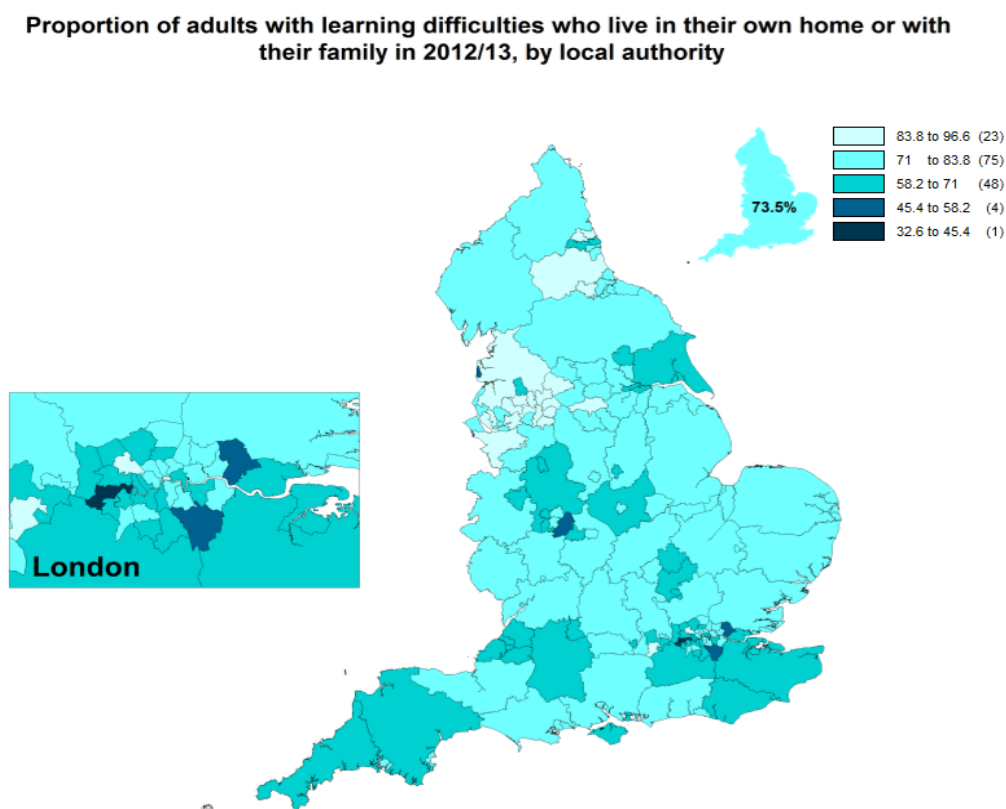 Proportion of adults with learning difficulties who live in their own home or with
their family in 2012/13, by local authority
83.8 to 96.6 (23)
71 to 83.8 (75)
58.2 to 71 (48)
45.4 to 58.2 (4)
32.6 to 45.4 (1)
73.5%
London